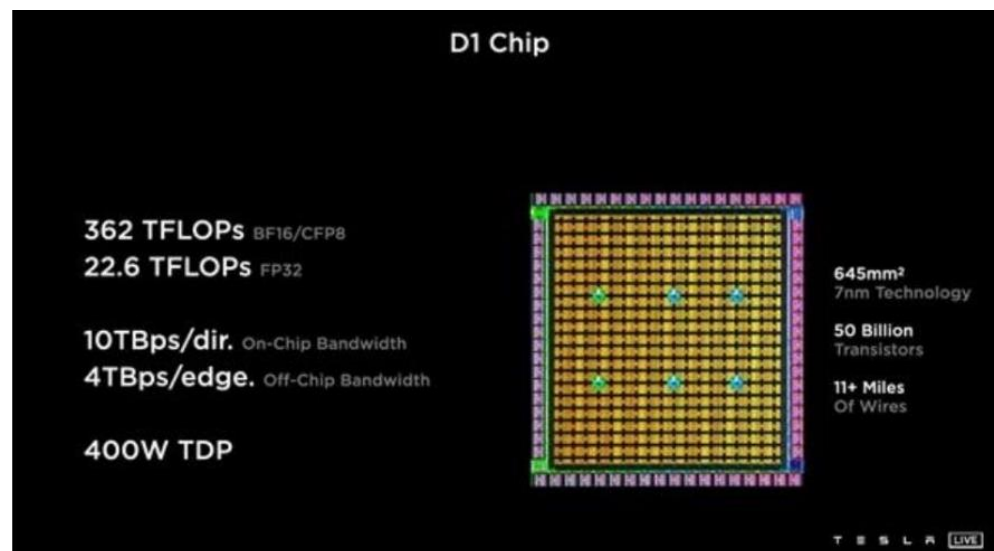 D1 Chip
362 TFLOPs BF16/CFP8
22.6 TFLOPs FP32
10TBps/dir. On-Chip Bandwidth
4TBps/edge. Off-Chip Bandwidth
400W TDP
645mm²
7nm Technology
50 Billion
Transistors
11+ Miles
Of Wires
TESLA LIVE